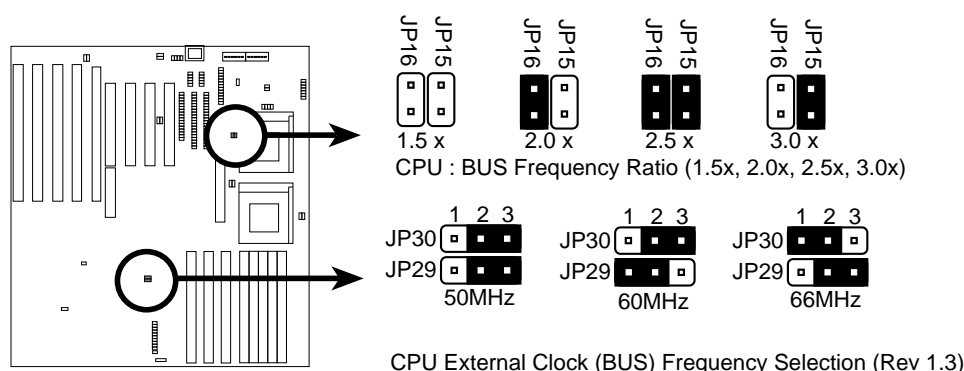 JP16 JP15 JP16 JP15 JP16 JP15 JP16 JP15
1.5 x 2.0 x 2.5 x 3.0 x
CPU : BUS Frequency Ratio (1.5x, 2.0x, 2.5x, 3.0x)
1 2 3 1 2 3 1 2 3
JP30 JP30 JP30
JP29 JP29 JP29
50MHz 60MHz 66MHz
CPU External Clock (BUS) Frequency Selection (Rev 1.3)